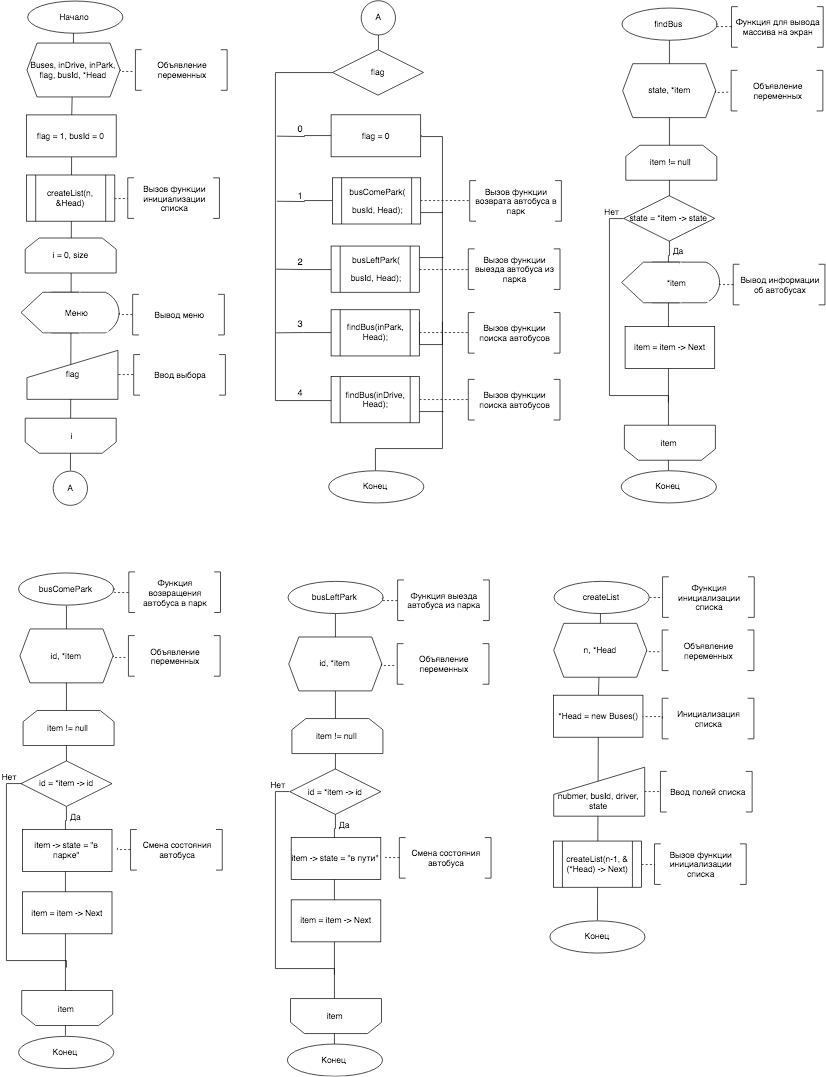 Начало
Buses, inDrive, inPark,
flag, busId, *Head
Объявление
переменных
flag = 1, busId = 0
createList(n,
&Head)
Вызов функции
инициализации
списка
i = 0, size
Меню
Вывод меню
flag
Ввод выбора
i
А
А
flag
0
flag = 0
1
busComePark(
busId, Head);
Вызов функции
возврата автобуса в
парк
2
busLeftPark(
busId, Head);
Вызов функции
выезда автобуса из
парка
3
findBus(inPark,
Head);
Вызов функции
поиска автобусов
4
findBus(inDrive,
Head);
Вызов функции
поиска автобусов
Конец
findBus
Функция для вывода
массива на экран
state, *item
Объявление
переменных
item != null
Нет
state = *item -> state
Да
*item
Вывод информации
об автобусах
item = item -> Next
item
Конец
busComePark
Функция
возвращения
автобуса в парк
id, *item
Объявление
переменных
item != null
Нет
id = *item -> id
Да
item -> state = "в
парке"
Смена состояния
автобуса
item = item -> Next
item
Конец
busLeftPark
Функция выезда
автобуса из парка
id, *item
Объявление
переменных
item != null
Нет
id = *item -> id
Да
item -> state = "в пути"
Смена состояния
автобуса
item = item -> Next
item
Конец
createList
Функция
инициализации
списка
n, *Head
Объявление
переменных
*Head = new Buses()
Инициализация
списка
nubmer, busId, driver,
state
Ввод полей списка
createList(n-1, &
(*Head) -> Next)
Вызов функции
инициализации
списка
Конец